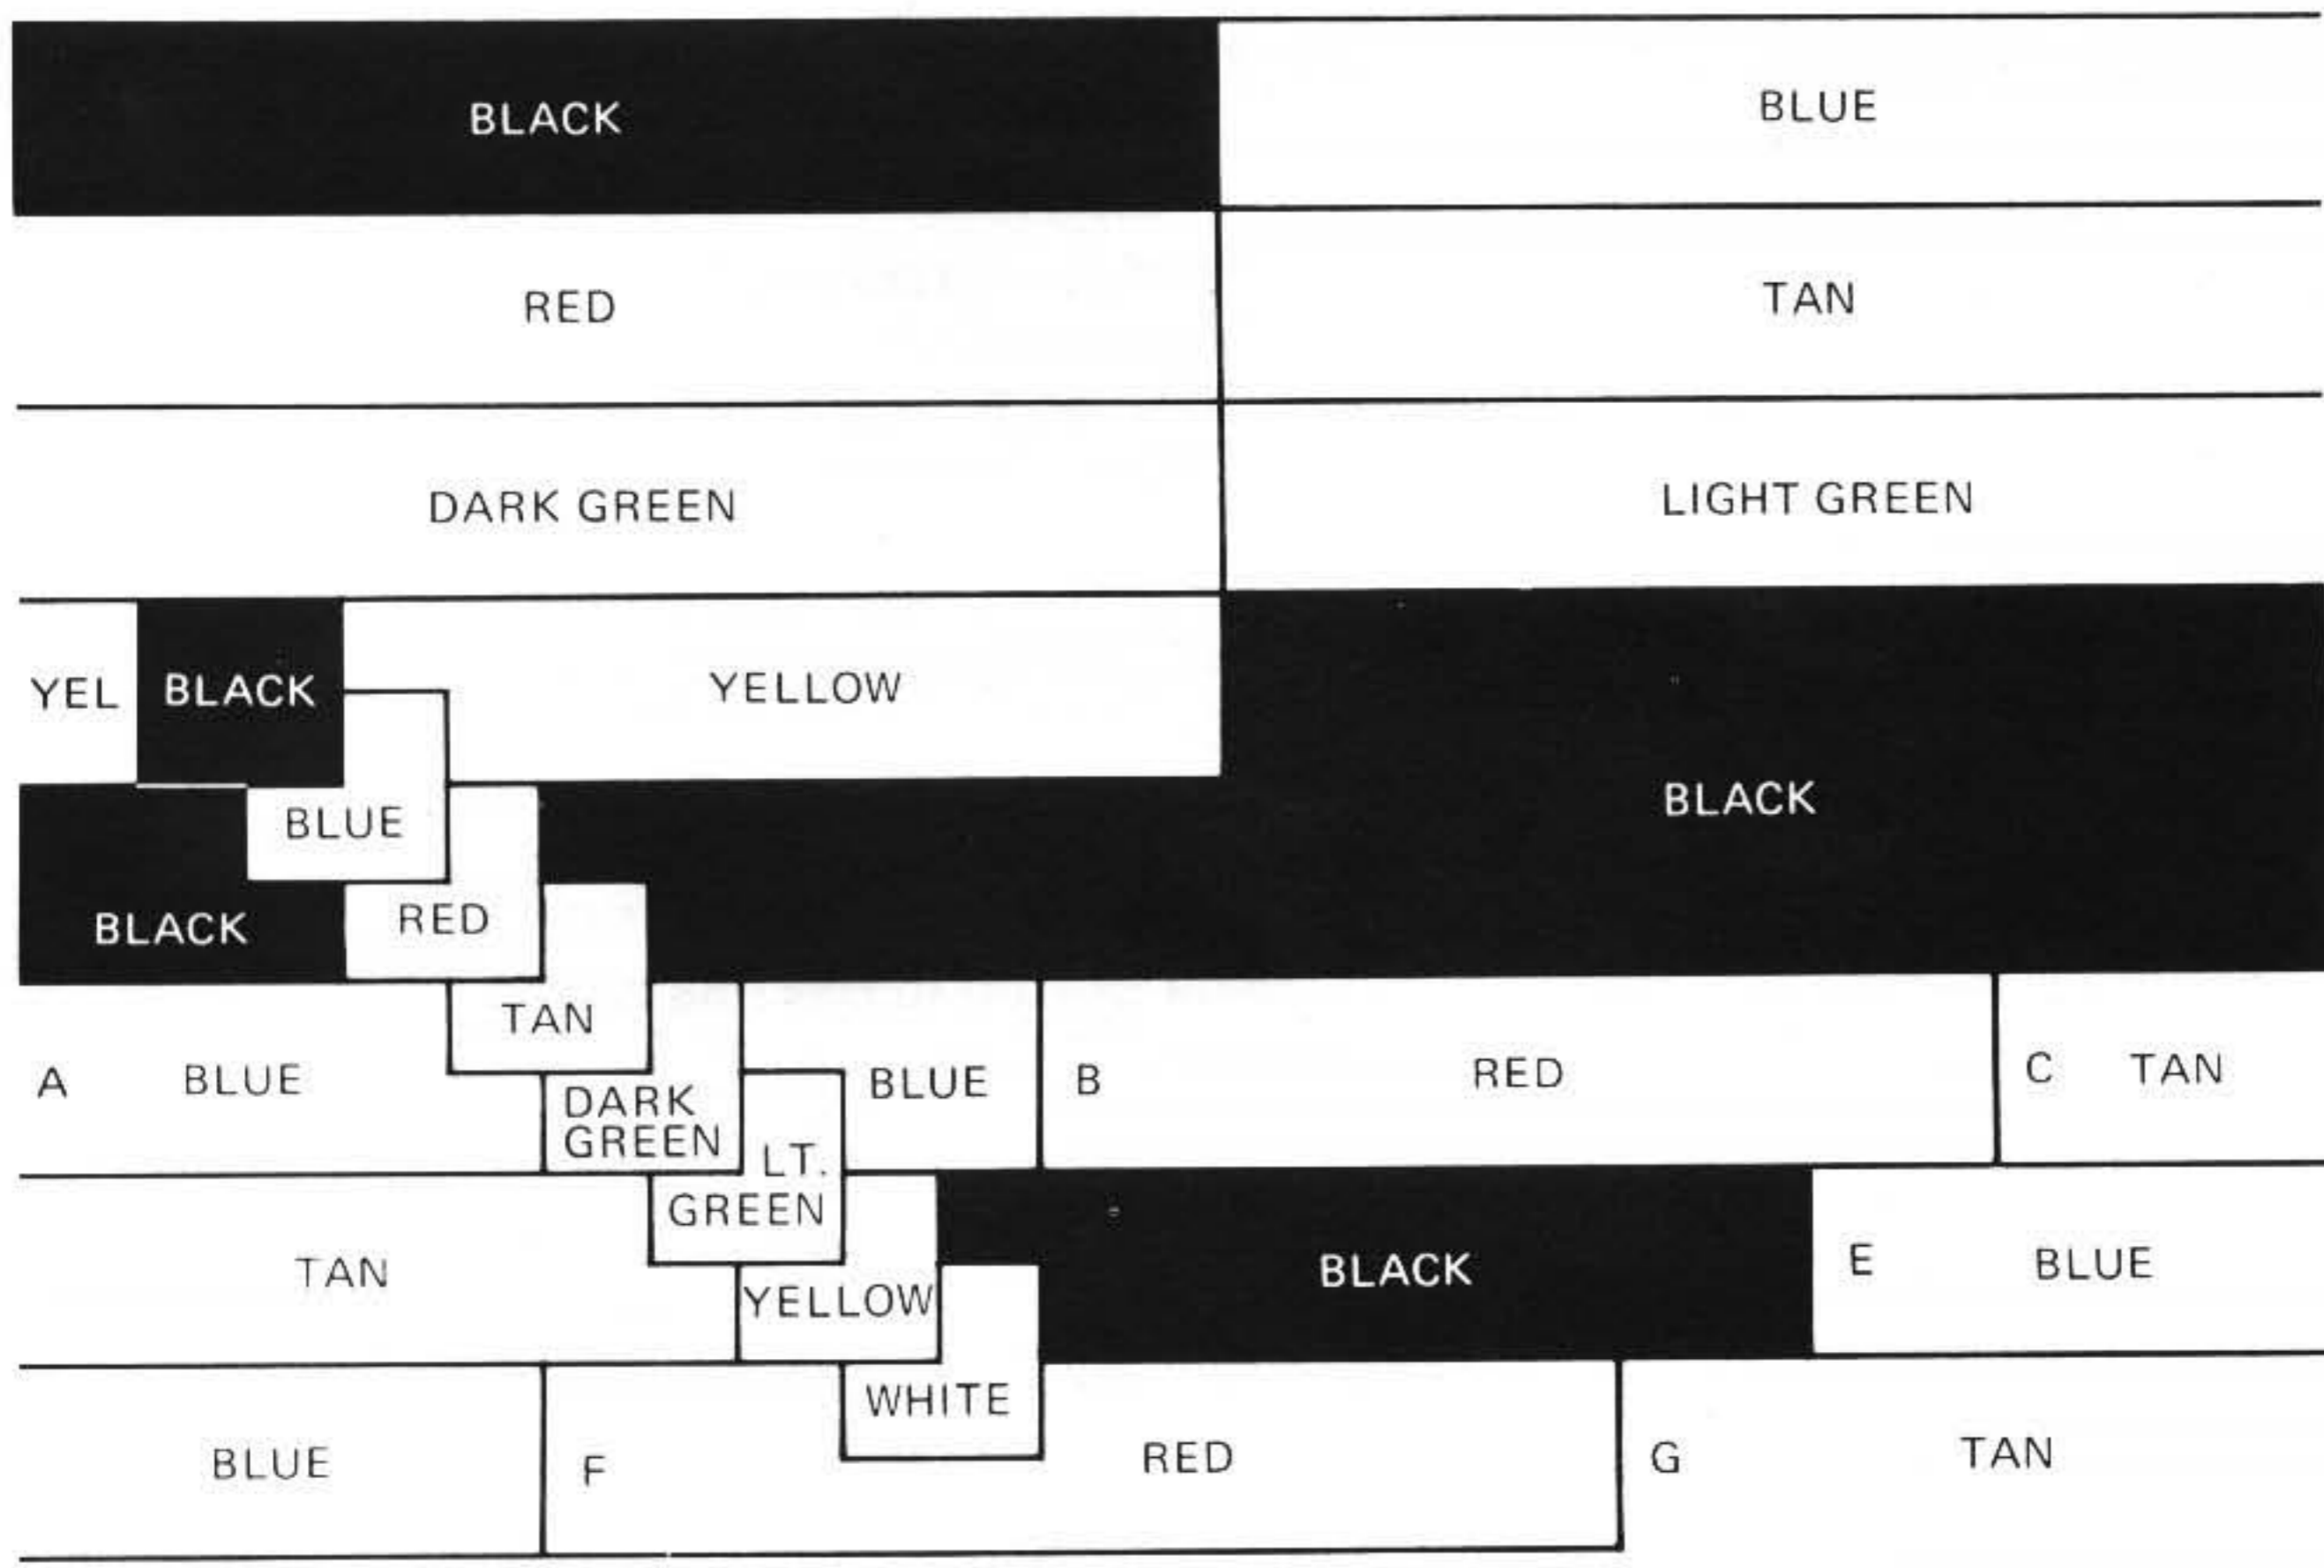 BLACK
BLUE
RED
TAN
DARK GREEN
LIGHT GREEN
YEL
BLACK
YELLOW
BLACK
BLUE
BLACK
RED
TAN
A BLUE
DARK
GREEN
BLUE
B RED
C TAN
LT.
GREEN
TAN
YELLOW
BLACK
E BLUE
WHITE
BLUE
F RED
G TAN